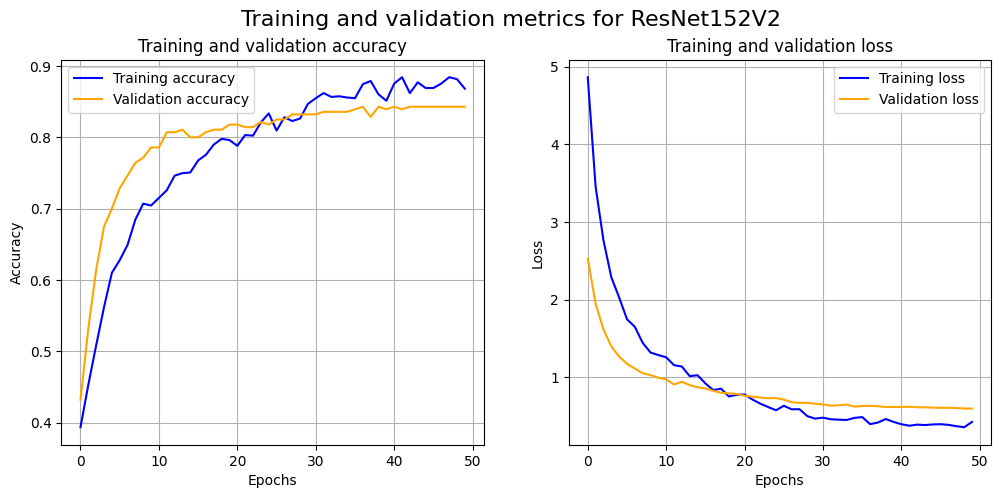 Training and validation metrics for ResNet152V2
Training and validation accuracy
Training accuracy
Validation accuracy
0.9
0.8
0.7
0.6
0.5
0.4
Accuracy
0 10 20 30 40 50
Epochs
Training and validation loss
Training loss
Validation loss
5
4
3
2
1
Loss
0 10 20 30 40 50
Epochs